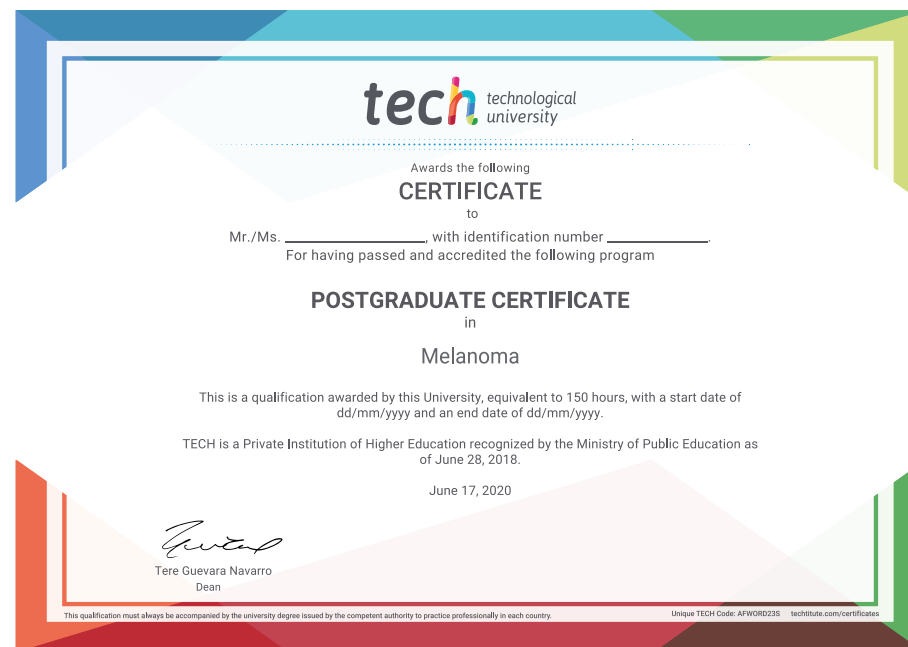 tech technological
university
Awards the following
CERTIFICATE
to
Mr./Ms. ____________, with identification number ____________.
For having passed and accredited the following program
POSTGRADUATE CERTIFICATE
in
Melanoma
This is a qualification awarded by this University, equivalent to 150 hours, with a start date of
dd/mm/yyyy and an end date of dd/mm/yyyy.
TECH is a Private Institution of Higher Education recognized by the Ministry of Public Education as
of June 28, 2018.
June 17, 2020
Tere Guevara Navarro
Dean
This qualification must always be accompanied by the university degree issued by the competent authority to practice professionally in each country.
Unique TECH Code: AFWORD23S techtitute.com/certificates